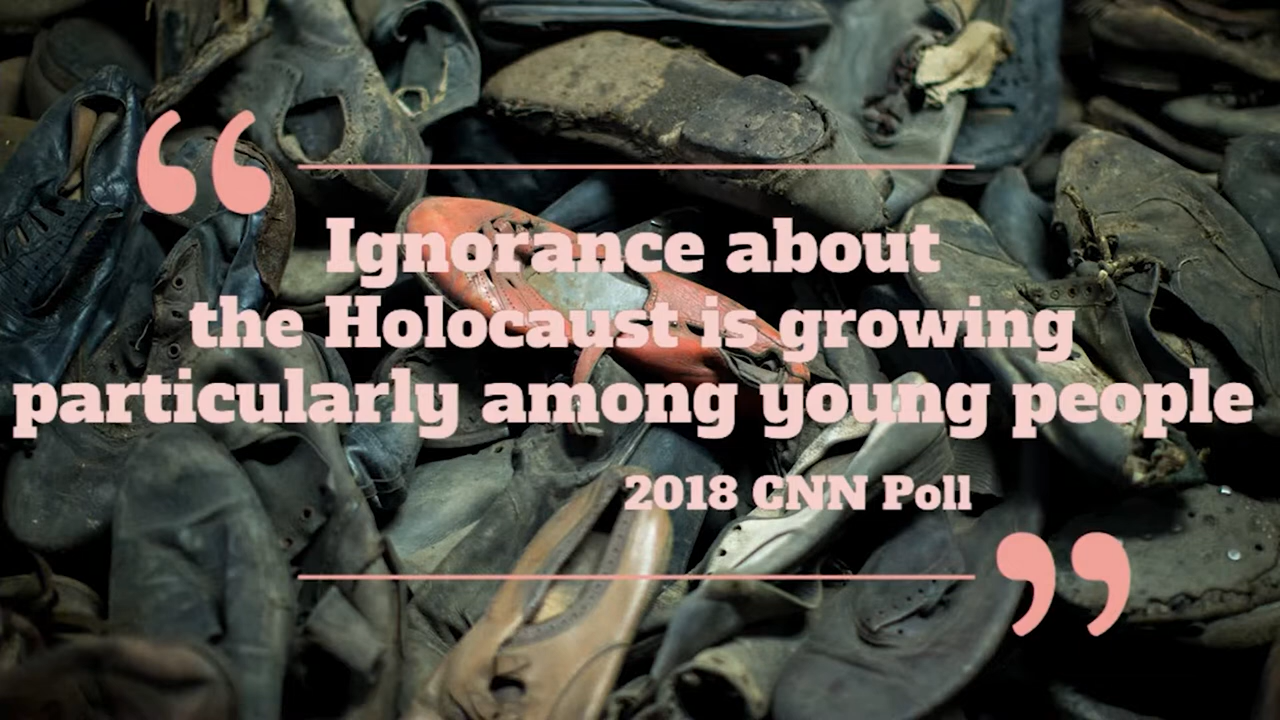 “
Ignorance about
the Holocaust is growing
particularly among young people
2018 CNN Poll
”